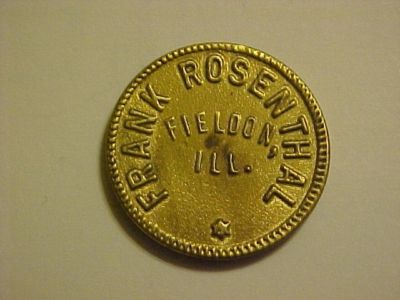 FRANK ROSENTHAL
FIELDON,
ILL.